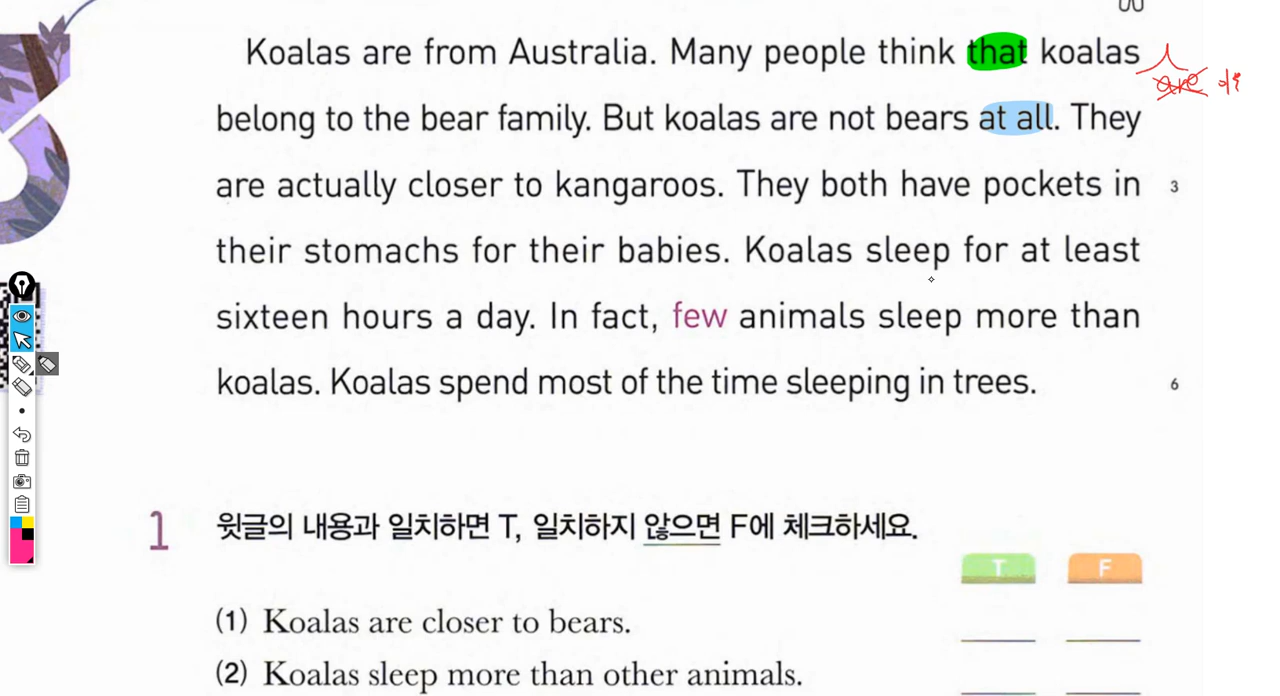 Koalas are from Australia. Many people think that koalas
are
belong to the bear family. But koalas are not bears at all. They
are actually closer to kangaroos. They both have pockets in 3
their stomachs for their babies. Koalas sleep for at least
sixteen hours a day. In fact, few animals sleep more than
koalas. Koalas spend most of the time sleeping in trees. 6
1 윗글의 내용과 일치하면 T, 일치하지 않으면 F에 체크하세요.
T F
(1) Koalas are closer to bears.
(2) Koalas sleep more than other animals.